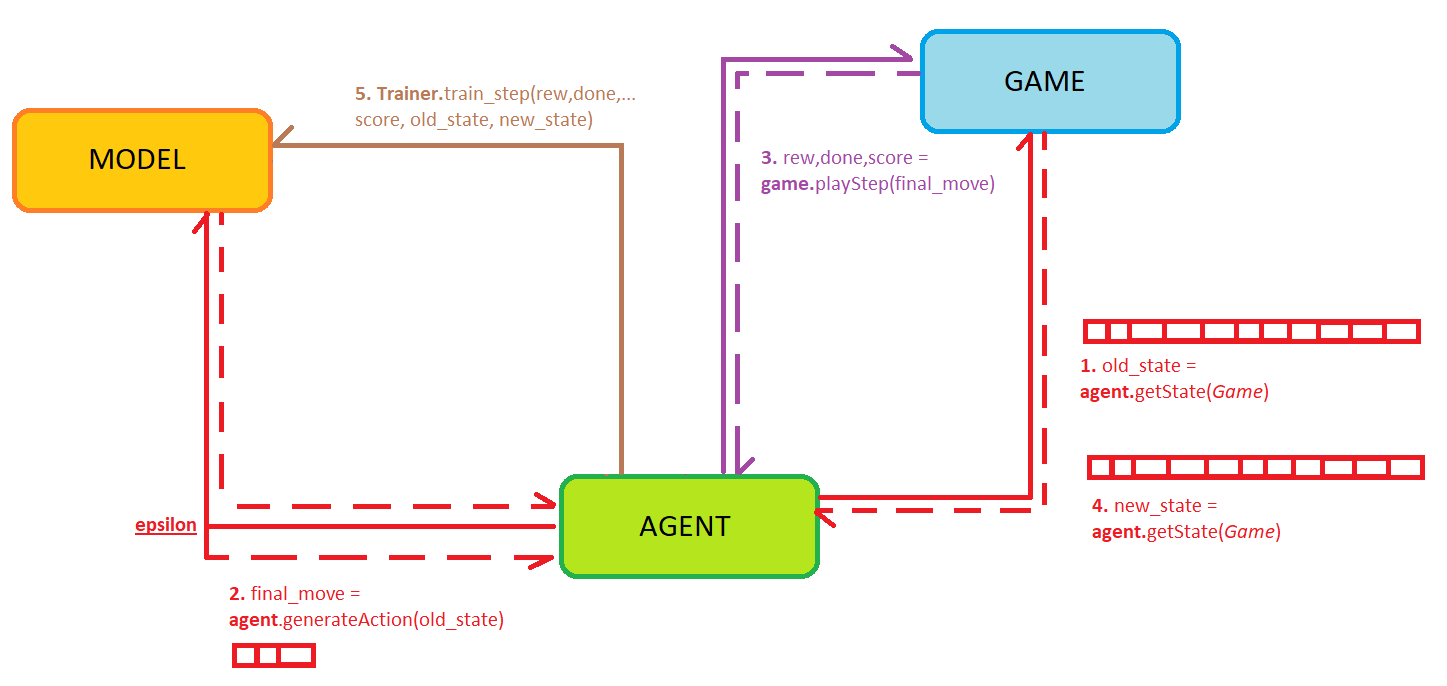 GAME
5. Trainer.train_step(rew,done,...
score, old_state, new_state)
MODEL
3. rew,done,score =
game.playStep(final_move)
1. old_state =
agent.getState(Game)
4. new_state =
agent.getState(Game)
epsilon
AGENT
2. final_move =
agent.generateAction(old_state)